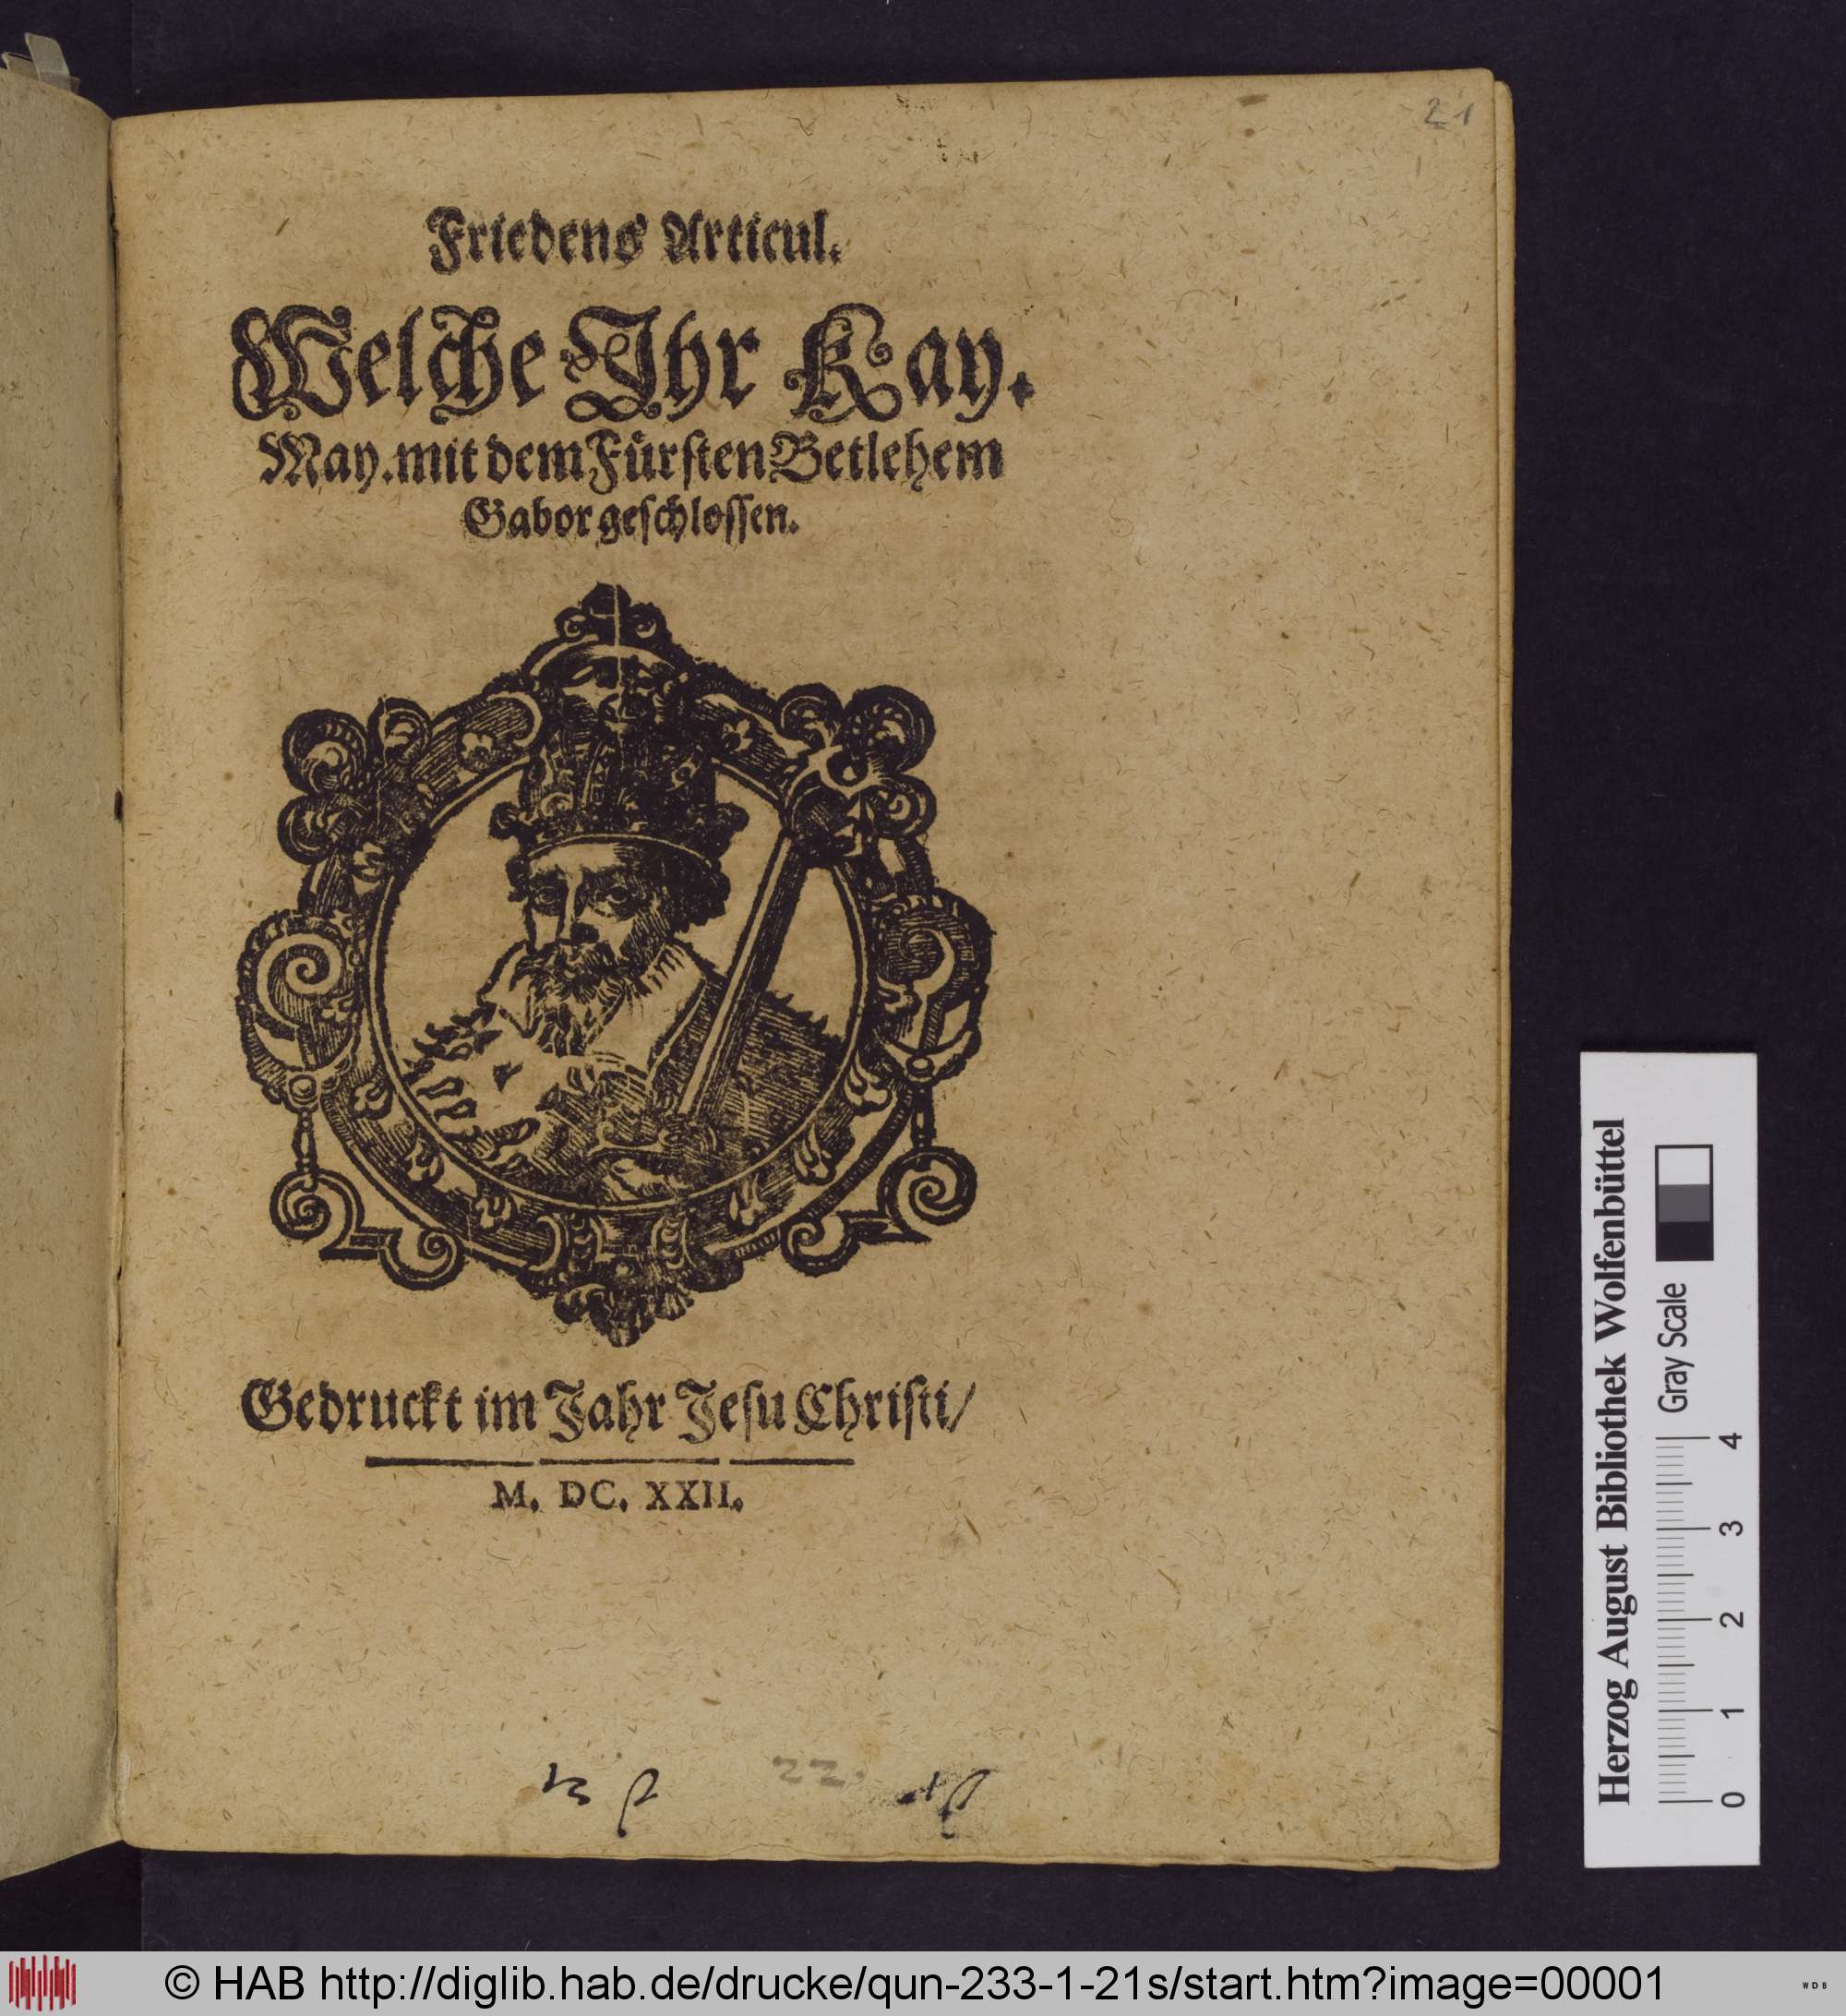 21
Friedens Articul.
Welche Ihr Kay.
May. mit dem Fürsten Betlehem
Gabor geschlossen.
Gedruckt im Jahr Jesu Christi/
M. DC. XXII.
22.
Herzog August Bibliothek Wolfenbüttel
Gray Scale
0 1 2 3 4
© HAB http://diglib.hab.de/drucke/qun-233-1-21s/start.htm?image=00001
WDB